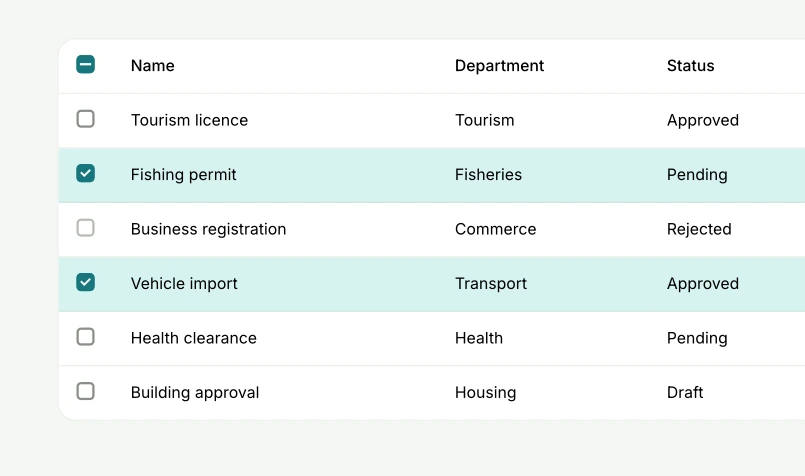 Name Department Status
Tourism licence Tourism Approved
Fishing permit Fisheries Pending
Business registration Commerce Rejected
Vehicle import Transport Approved
Health clearance Health Pending
Building approval Housing Draft